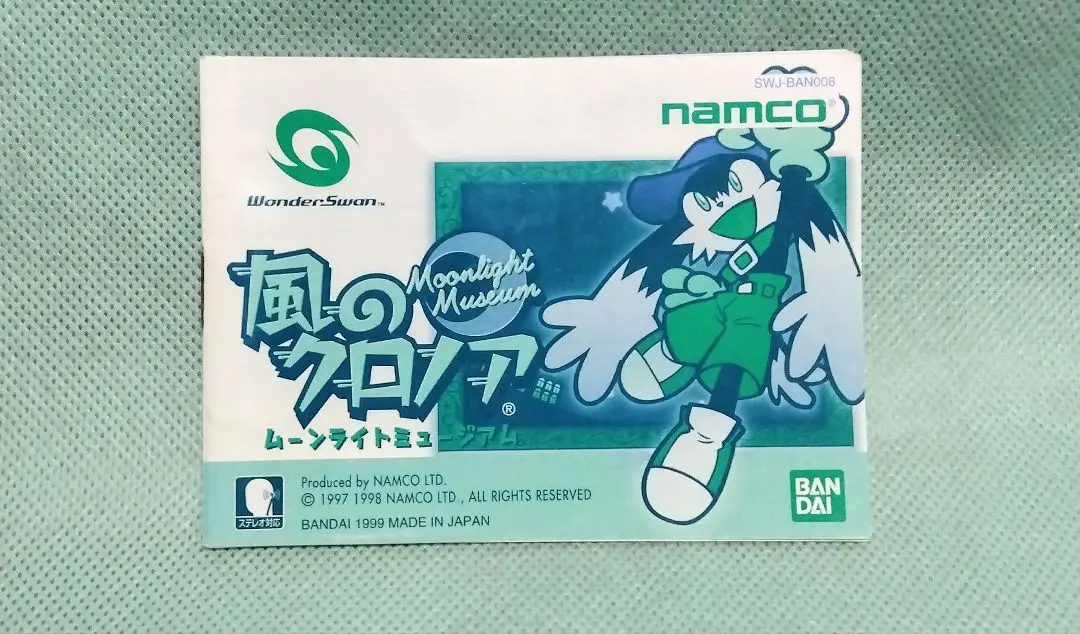 SWJ-BAN008
namco®
WonderSwan™
風のクロノア®
Moonlight
Museum
ムーンライトミュージアム
ステレオ対応
Produced by NAMCO LTD.
© 1997 1998 NAMCO LTD., ALL RIGHTS RESERVED
BANDAI 1999 MADE IN JAPAN
BAN
DAI